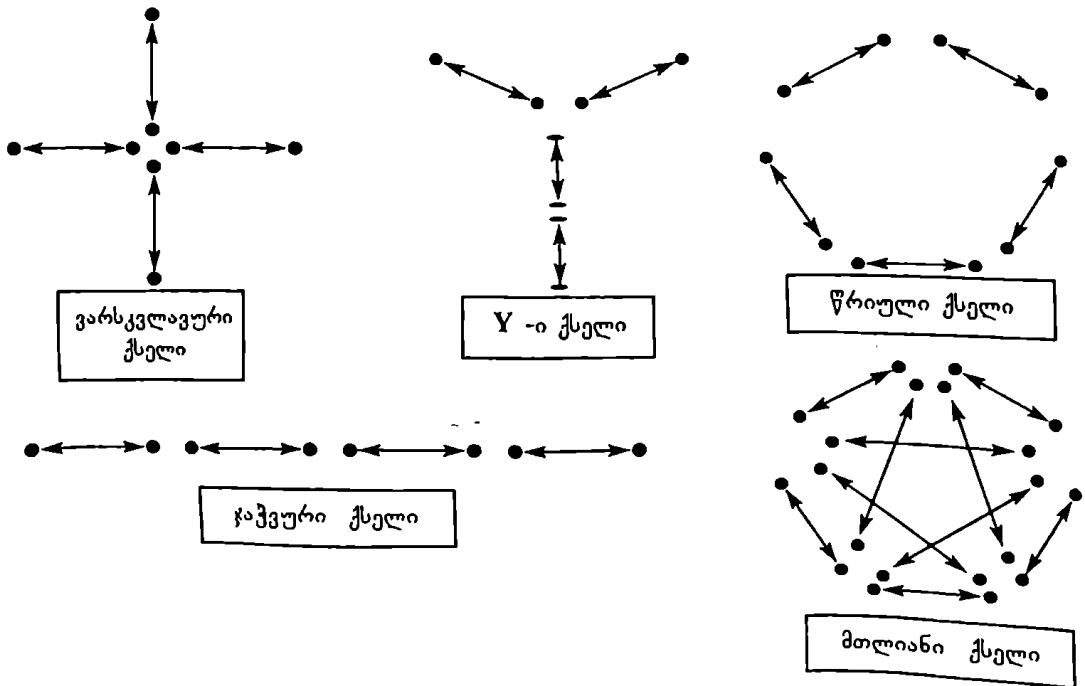 ვარსკვლავური
ქსელი
Y -ი ქსელი
წრიული ქსელი
ჯაჭვური ქსელი
მთლიანი ქსელი